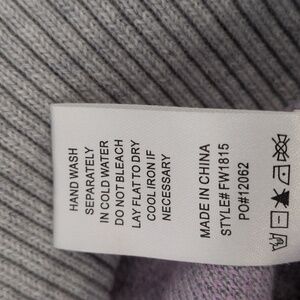 HAND WASH
SEPARATELY
IN COLD WATER
DO NOT BLEACH
LAY FLAT TO DRY
COOL IRON IF
NECESSARY
MADE IN CHINA
STYLE# FW1815
PO#12062